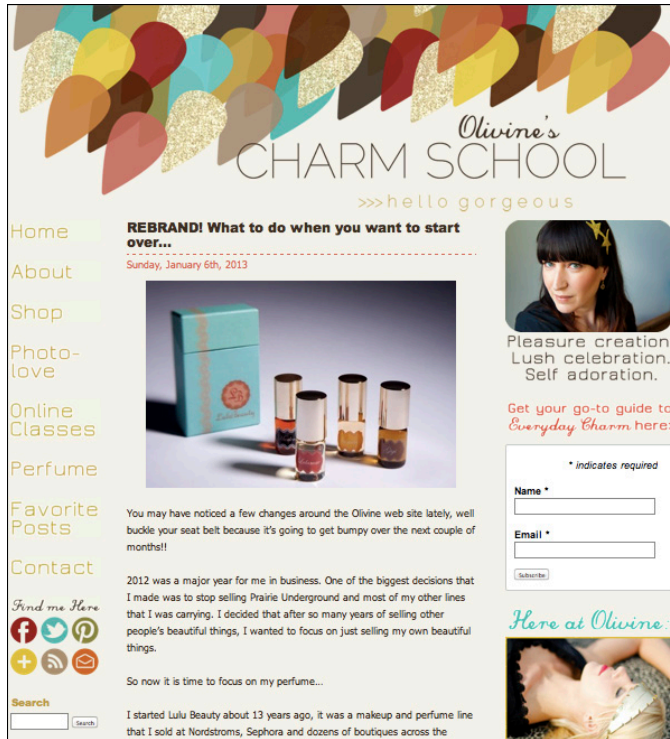 Olivine's
CHARM SCHOOL
>>>hello gorgeous
Home
About
Shop
Photo-
love
Online
Classes
Perfume
Favorite
Posts
Contact
Find me Here
Search
Search
REBRAND! What to do when you want to start
over...
Sunday, January 6th, 2013
You may have noticed a few changes around the Olivine web site lately, well
buckle your seat belt because it's going to get bumpy over the next couple of
months!!
2012 was a major year for me in business. One of the biggest decisions that
I made was to stop selling Prairie Underground and most of my other lines
that I was carrying. I decided that after so many years of selling other
people's beautiful things, I wanted to focus on just selling my own beautiful
things.
So now it is time to focus on my perfume...
I started Lulu Beauty about 13 years ago, it was a makeup and perfume line
that I sold at Nordstroms, Sephora and dozens of boutiques across the
Pleasure creation.
Lush celebration.
Self adoration.
Get your go-to guide to
Everyday Charm here:
* indicates required
Name *
Email *
Subscribe
Here at Olivine: